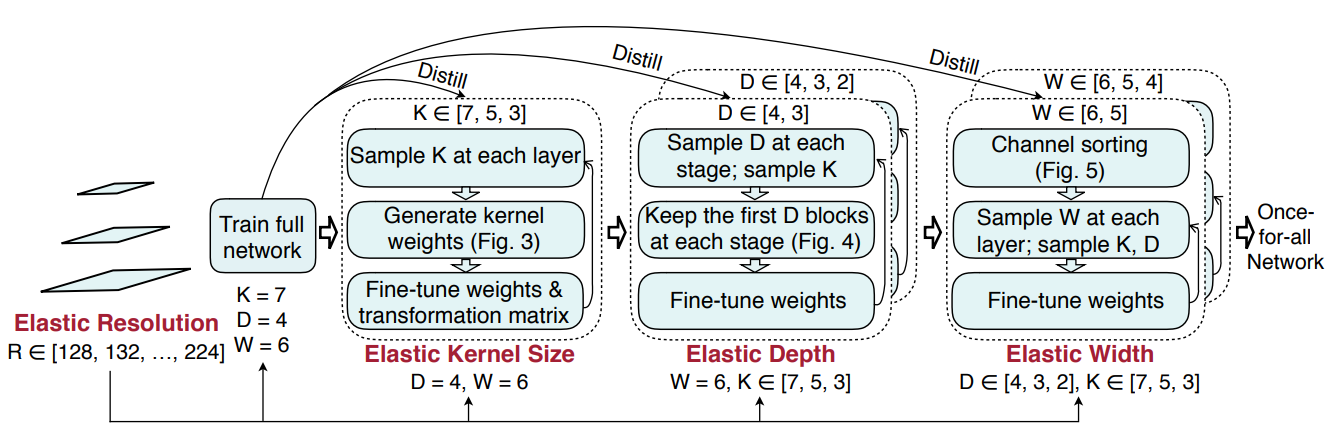 Distill
Distill
Distill
Elastic Resolution
R ∈ [128, 132, ..., 224]
Train full
network
K = 7
D = 4
W = 6
K ∈ [7, 5, 3]
Sample K at each layer
Generate kernel
weights (Fig. 3)
Fine-tune weights &
transformation matrix
Elastic Kernel Size
D = 4, W = 6
D ∈ [4, 3, 2]
D ∈ [4, 3]
Sample D at each
stage; sample K
Keep the first D blocks
at each stage (Fig. 4)
Fine-tune weights
Elastic Depth
W = 6, K ∈ [7, 5, 3]
W ∈ [6, 5, 4]
W ∈ [6, 5]
Channel sorting
(Fig. 5)
Sample W at each
layer; sample K, D
Fine-tune weights
Elastic Width
D ∈ [4, 3, 2], K ∈ [7, 5, 3]
Once-
for-all
Network